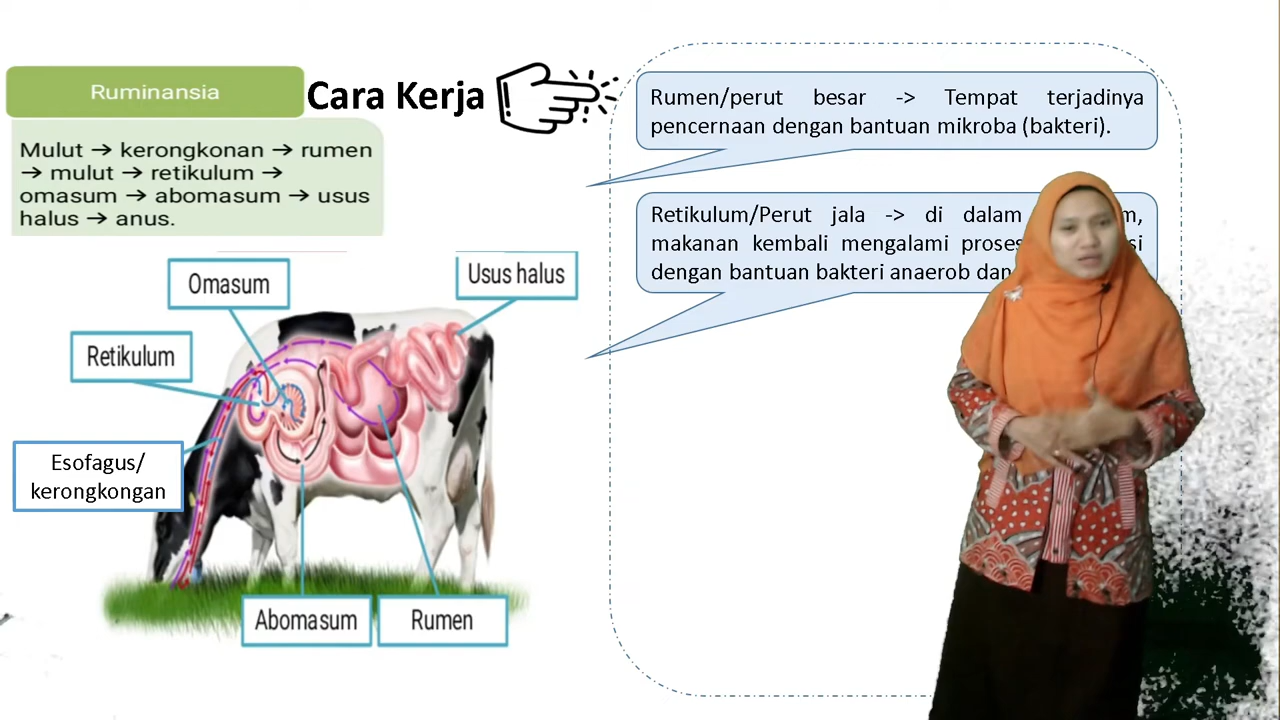 Ruminansia
Cara Kerja
Mulut → kerongkonan → rumen
→ mulut → retikulum →
omasum → abomasum → usus
halus → anus.
Omasum
Usus halus
Retikulum
Esofagus/
kerongkongan
Abomasum
Rumen
Rumen/perut besar -> Tempat terjadinya
pencernaan dengan bantuan mikroba (bakteri).
Retikulum/Perut jala -> di dalam
makanan kembali mengalami
dengan bantuan bakteri anaerob